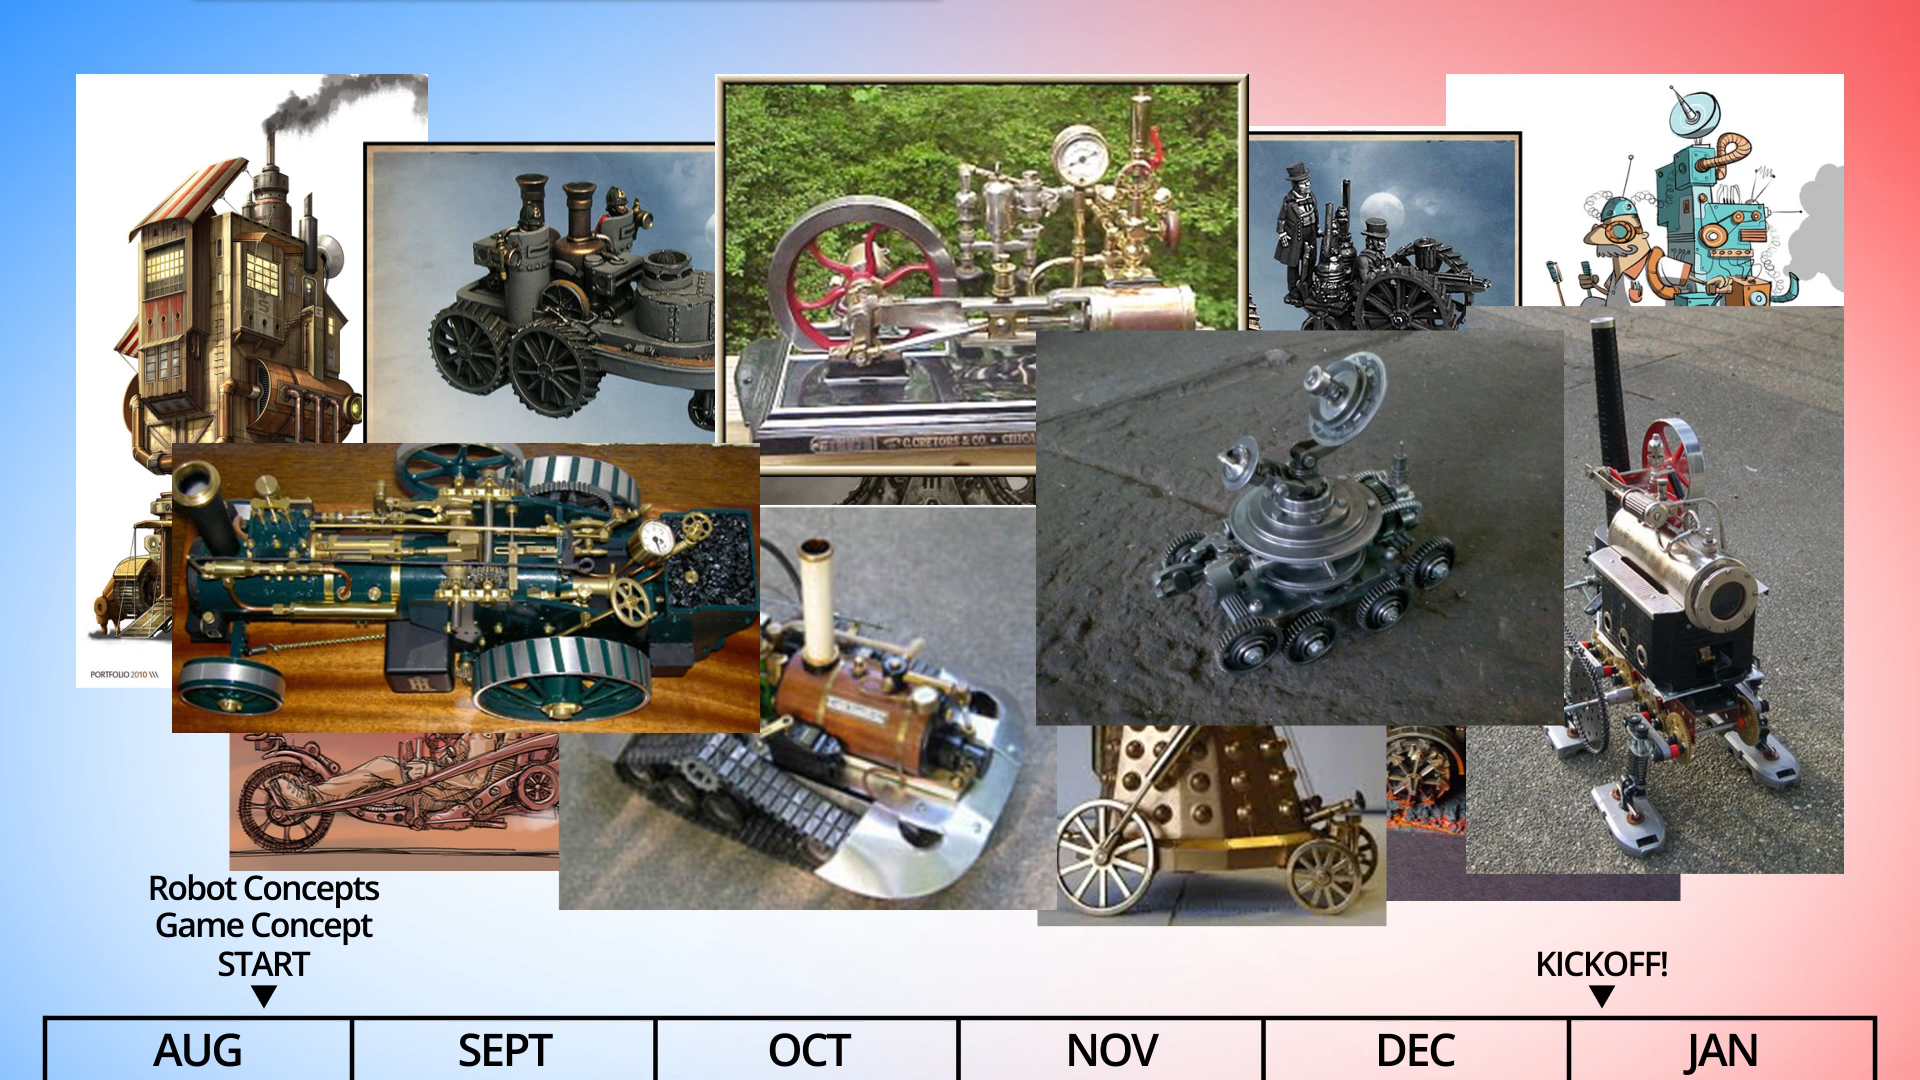 C. CRETORS & CO • CHICA
PORTFOLIO 2010
Robot Concepts
Game Concept
START
KICKOFF!
AUG
SEPT
OCT
NOV
DEC
JAN